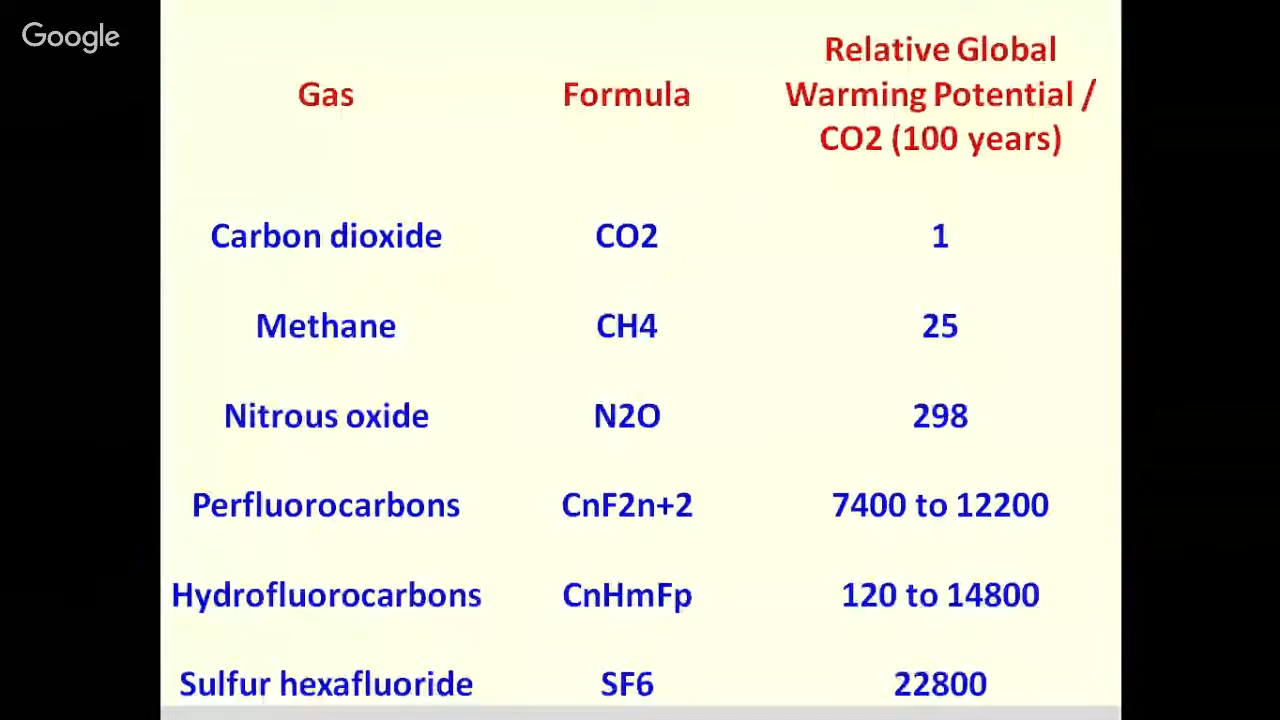 Google
Gas Formula Relative Global Warming Potential / CO2 (100 years)
Carbon dioxide CO2 1
Methane CH4 25
Nitrous oxide N2O 298
Perfluorocarbons CnF2n+2 7400 to 12200
Hydrofluorocarbons CnHmFp 120 to 14800
Sulfur hexafluoride SF6 22800